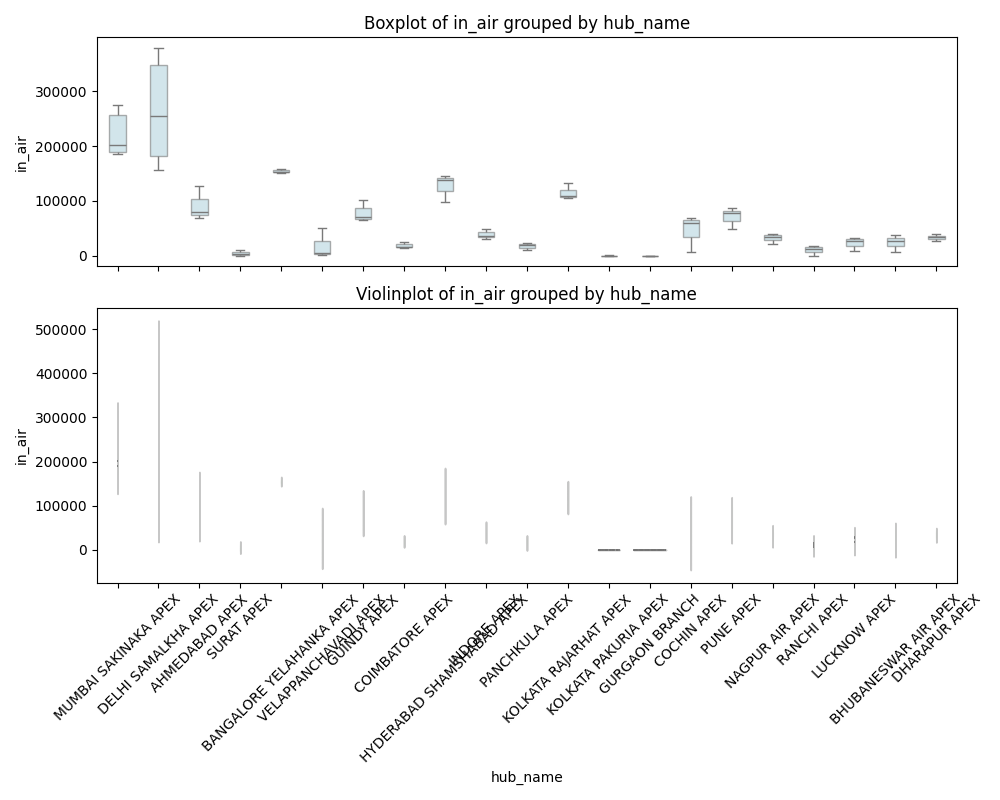 Boxplot of in_air grouped by hub_name
in_air
300000
200000
100000
0
Violinplot of in_air grouped by hub_name
in_air
500000
400000
300000
200000
100000
0
MUMBAI SAKINAKA APEX
DELHI SAMALKHA APEX
AHMEDABAD APEX
SURAT APEX
BANGALORE YELAHANKA APEX
VELAPPANCHAVADI APEX
GUINDY APEX
COIMBATORE APEX
HYDERABAD SHAMSHABAD APEX
INDORE APEX
PANCHKULA APEX
KOLKATA RAJARHAT APEX
KOLKATA PAKURIA APEX
GURGAON BRANCH
COCHIN APEX
PUNE APEX
NAGPUR AIR APEX
RANCHI APEX
LUCKNOW APEX
BHUBANESWAR AIR APEX
DHARAPUR APEX
hub_name